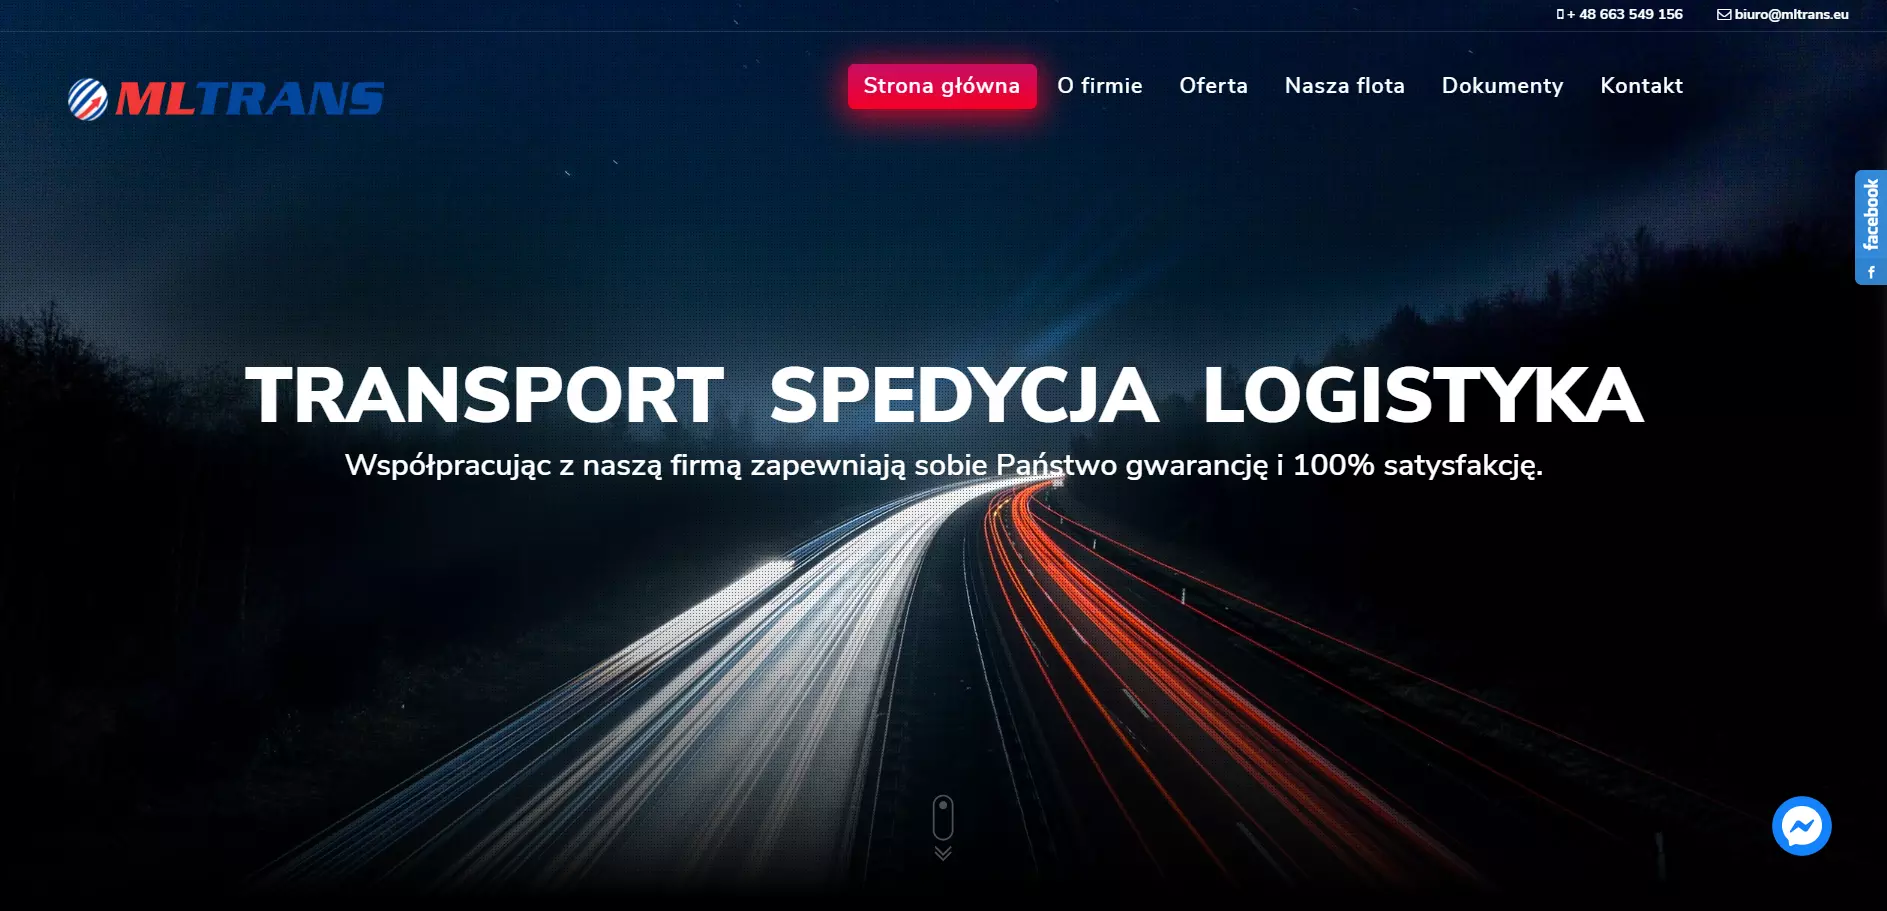 + 48 663 549 156
biuro@mltrans.eu
MLTRANS
Strona główna
O firmie
Oferta
Nasza flota
Dokumenty
Kontakt
facebook
TRANSPORT SPEDYCJA LOGISTYKA
Współpracując z naszą firmą zapewniają sobie Państwo gwarancję i 100% satysfakcję.